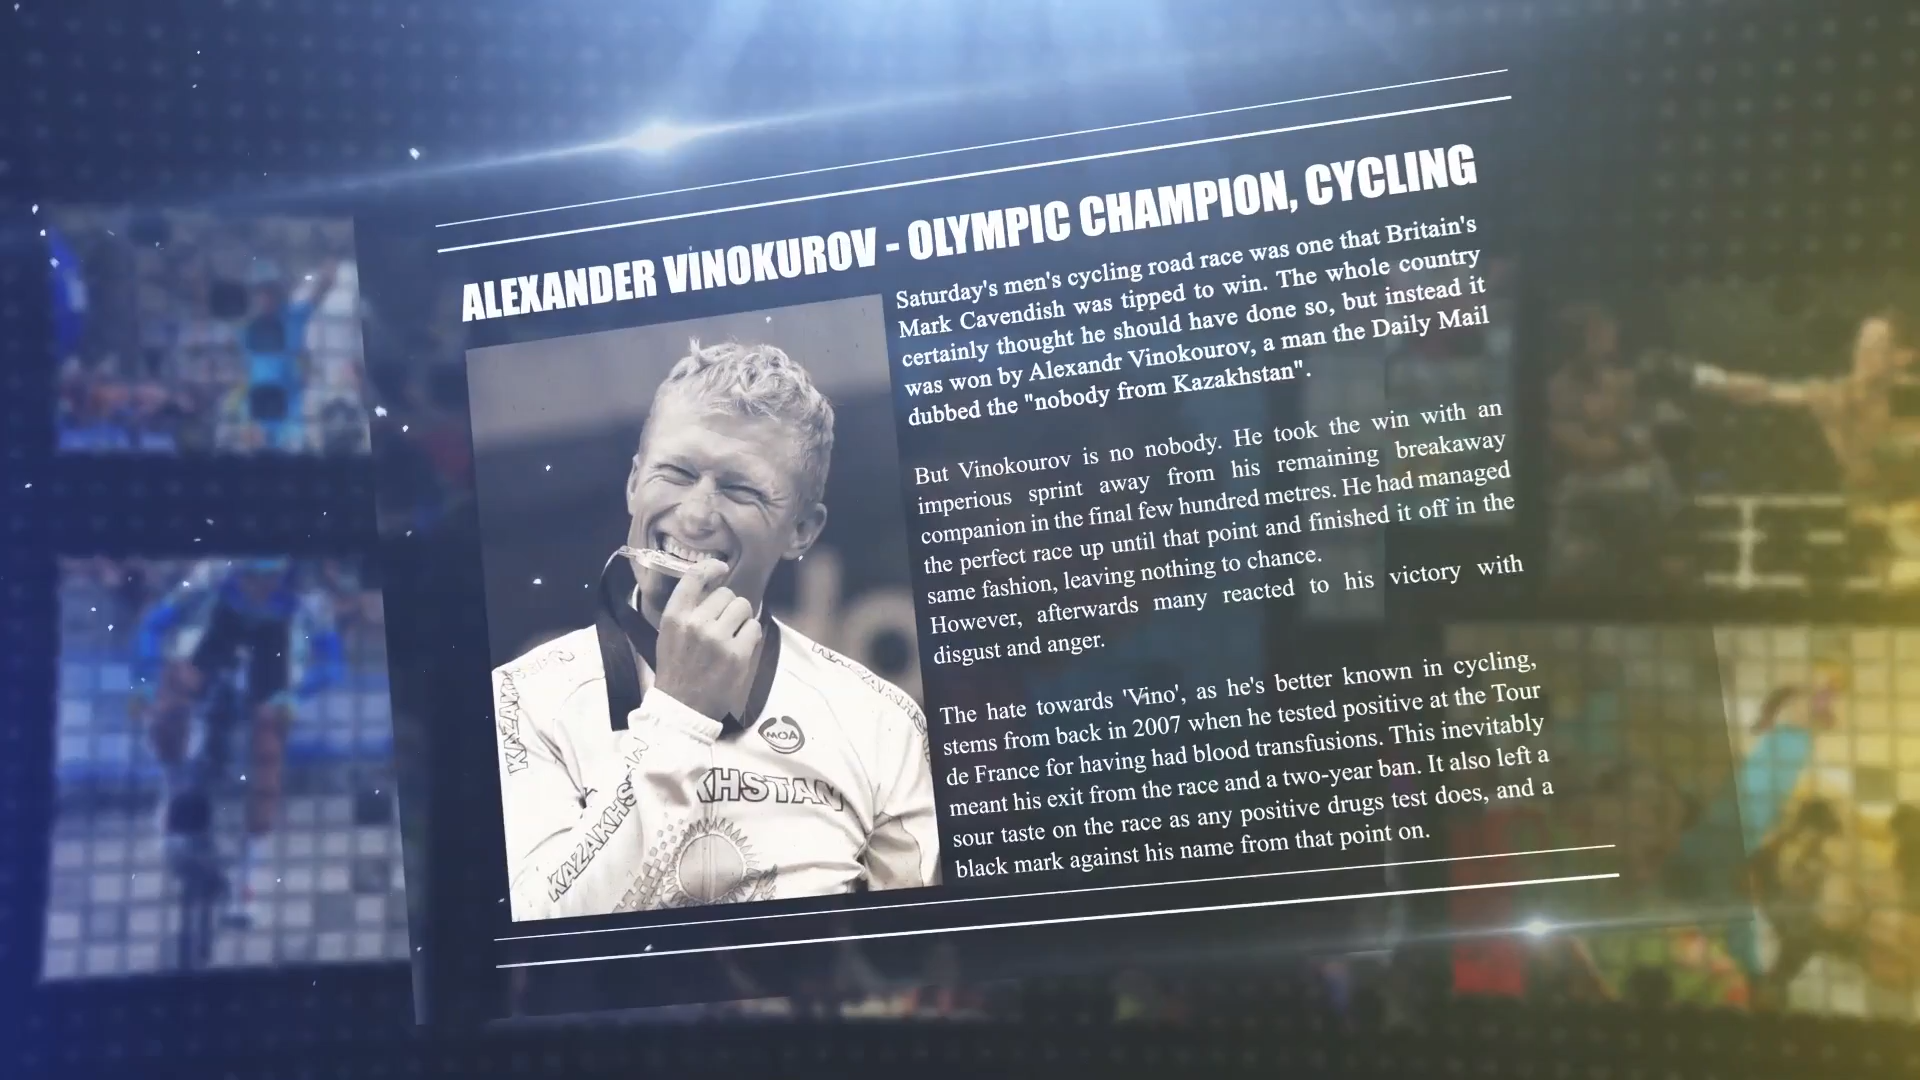 ALEXANDER VINOKUROV - OLYMPIC CHAMPION, CYCLING
Saturday's men's cycling road race was one that Britain's
Mark Cavendish was tipped to win. The whole country
certainly thought he should have done so, but instead it
was won by Alexandr Vinokourov, a man the Daily Mail
dubbed the "nobody from Kazakhstan".
But Vinokourov is no nobody. He took the win with an
imperious sprint away from his remaining breakaway
companion in the final few hundred metres. He had managed
the perfect race up until that point and finished it off in the
same fashion, leaving nothing to chance.
However, afterwards many reacted to his victory with
disgust and anger.
The hate towards 'Vino', as he's better known in cycling,
stems from back in 2007 when he tested positive at the Tour
de France for having had blood transfusions. This inevitably
meant his exit from the race and a two-year ban. It also left a
sour taste on the race as any positive drugs test does, and a
black mark against his name from that point on.
MOA
KHSTAN
KAZAKHSTAN